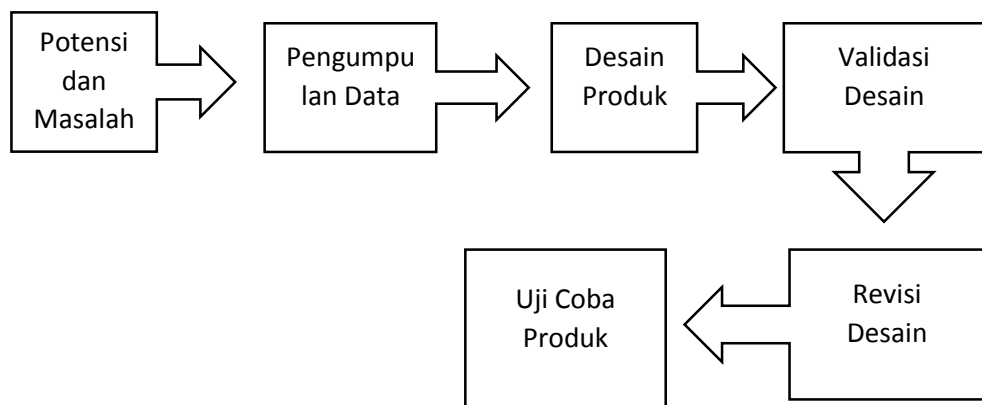 Potensi
dan
Masalah
Pengumpu
lan Data
Desain
Produk
Validasi
Desain
Revisi
Desain
Uji Coba
Produk